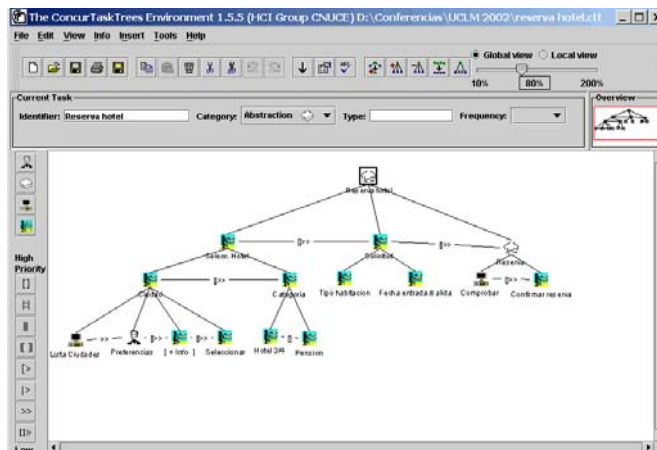 The ConcurTaskTrees Environment 1.5.5 (HCI Group CNUCE) D:\Conferencias\UCLM 2002\reserva hotel.ctt
File Edit View Info Insert Tools Help
Global view Local view
10% 80% 200%
Current Task
Overview
Identifier: Reserva hotel Category: Abstraction Type: Frequency:
Reserva hotel
High
Priority
Selecc. Hotel []>> Solicitud []>> Reserva
Ciudad []>> Categoria Tipo habitacion Fecha entrada/salida Comprobar []>> Confirmar reserva
Lista Ciudades >> Preferencias []>> [ + Info ] []>> Seleccionar Hotel 3/4 [] Pension
[]
|=|
|||
|[]|
[>
|>
>>
[]>>
Low